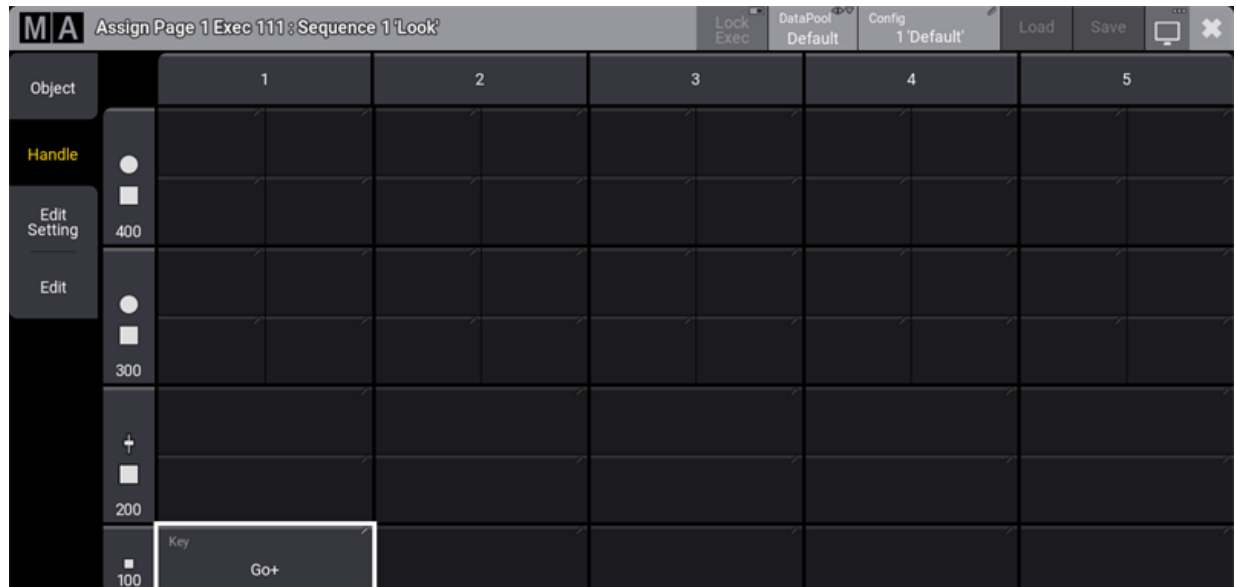 MA Assign Page 1 Exec 111 : Sequence 1 'Look'
Lock
Exec
DataPool
Default
Config
1 'Default'
Load
Save
Object
1
2
3
4
5
Handle
Edit
Setting
400
Edit
300
200
Key
Go+
100